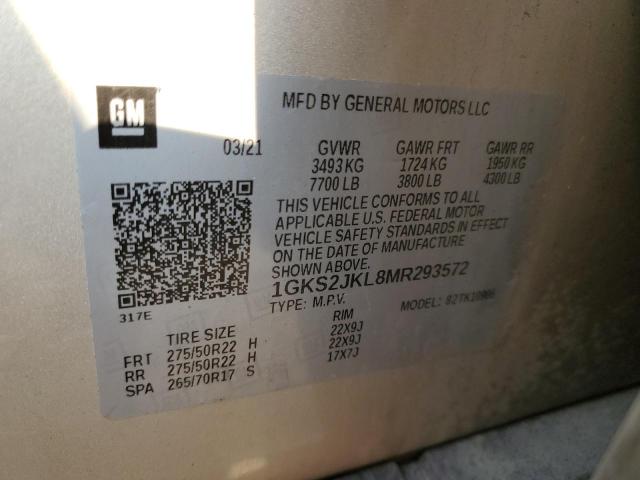 GM
MFD BY GENERAL MOTORS LLC
03/21 GVWR GAWR FRT GAWR RR
3493 KG 1724 KG 1950 KG
7700 LB 3800 LB 4300 LB
THIS VEHICLE CONFORMS TO ALL
APPLICABLE U.S. FEDERAL MOTOR
VEHICLE SAFETY STANDARDS IN EFFECT
ON THE DATE OF MANUFACTURE
SHOWN ABOVE.
1GKS2JKL8MR293572
TYPE: M.P.V. MODEL: 82TK10906
317E
TIRE SIZE RIM
FRT 275/50R22 H 22X9J
RR 275/50R22 H 22X9J
SPA 265/70R17 S 17X7J